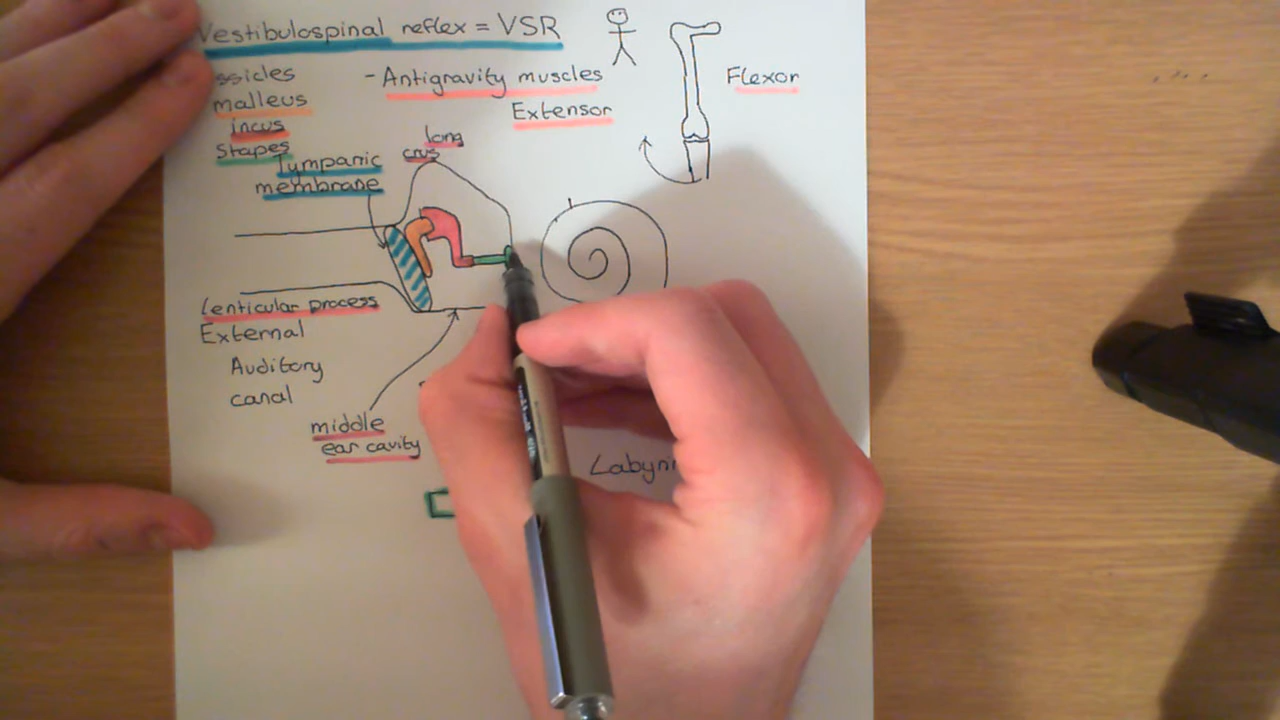 Vestibulospinal reflex = VSR
ssicles
malleus
incus
stapes
- Antigravity muscles
Extensor
Flexor
long
crus
Tympanic
membrane
Lenticular process
External
Auditory
canal
middle
ear cavity